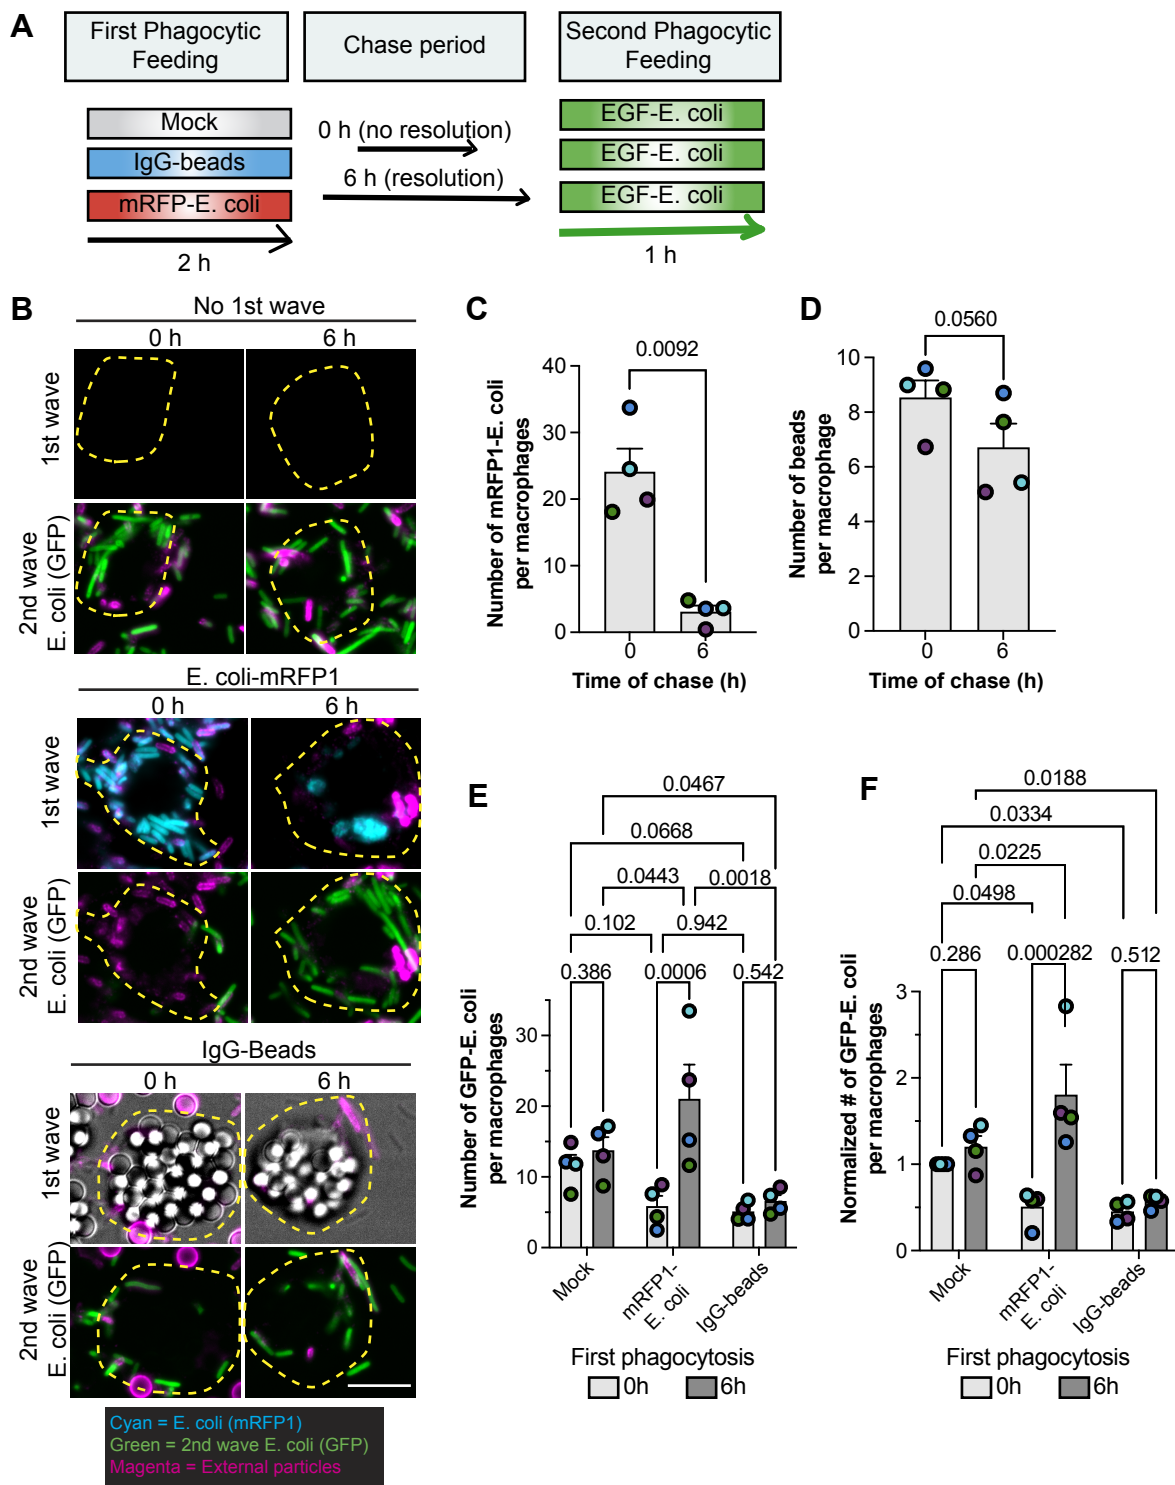 A
First Phagocytic
Feeding
Chase period
Second Phagocytic
Feeding
Mock
IgG-beads
mRFP-E. coli
2 h
0 h (no resolution)
6 h (resolution)
EGF-E. coli
EGF-E. coli
EGF-E. coli
1 h
B
No 1st wave
0 h
6 h
1st wave
2nd wave
E. coli (GFP)
E. coli-mRFP1
0 h
6 h
1st wave
2nd wave
E. coli (GFP)
IgG-Beads
0 h
6 h
1st wave
2nd wave
E. coli (GFP)
Cyan = E. coli (mRFP1)
Green = 2nd wave E. coli (GFP)
Magenta = External particles
C
0.0092
Number of mRFP1-E. coli
per macrophages
40
30
20
10
0
0
6
Time of chase (h)
D
0.0560
Number of beads
per macrophage
10
8
6
4
2
0
0
6
Time of chase (h)
E
0.0467
0.0668
0.0443
0.0018
0.102
0.942
0.386
0.0006
0.542
Number of GFP-E. coli
per macrophages
30
20
10
0
Mock
mRFP1-
E. coli
IgG-beads
First phagocytosis
0h
6h
F
0.0188
0.0334
0.0225
0.0498
0.286
0.000282
0.512
Normalized # of GFP-E. coli
per macrophages
3
2
1
0
Mock
mRFP1-
E. coli
IgG-beads
First phagocytosis
0h
6h